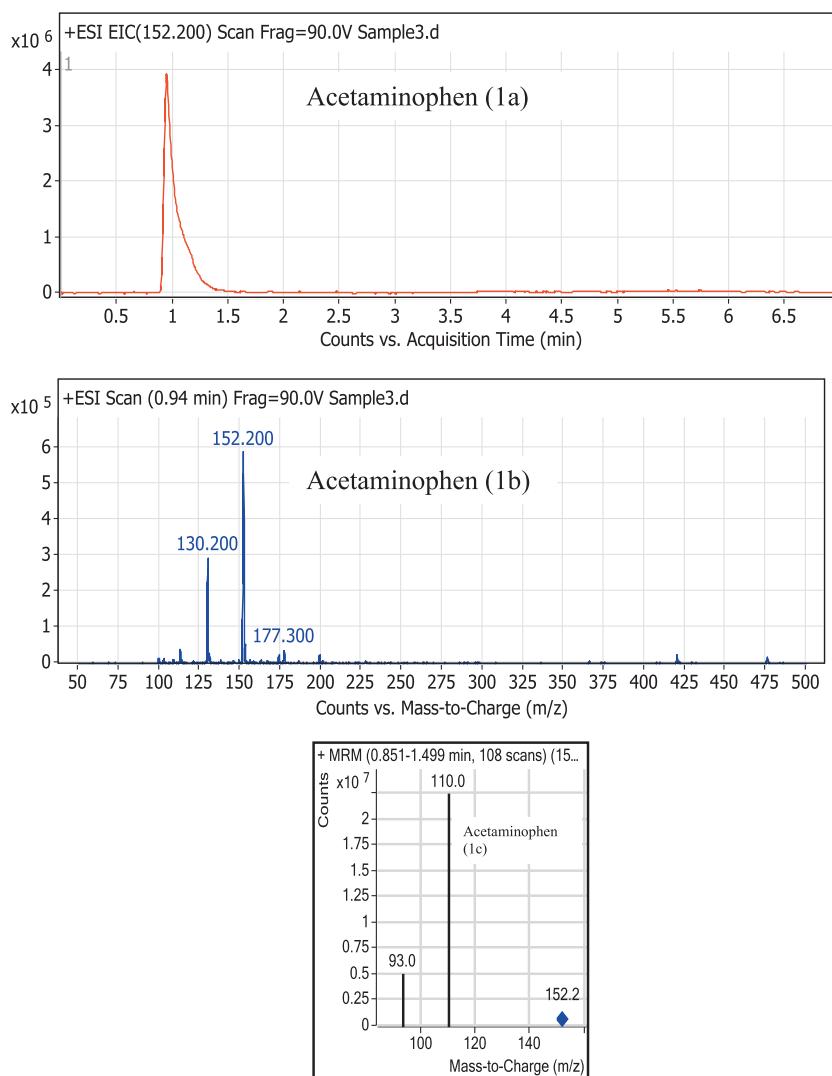 +ESI EIC(152.200) Scan Frag=90.0V Sample3.d
x10 6
1
Acetaminophen (1a)
4
3
2
1
0
0.5 1 1.5 2 2.5 3 3.5 4 4.5 5 5.5 6 6.5
Counts vs. Acquisition Time (min)
+ESI Scan (0.94 min) Frag=90.0V Sample3.d
x10 5
152.200
Acetaminophen (1b)
130.200
177.300
6
5
4
3
2
1
0
50 75 100 125 150 175 200 225 250 275 300 325 350 375 400 425 450 475 500
Counts vs. Mass-to-Charge (m/z)
+ MRM (0.851-1.499 min, 108 scans) (15...
Counts
x10 7
110.0
Acetaminophen
(1c)
93.0
152.2
2
1.75
1.5
1.25
1
0.75
0.5
0.25
0
100 120 140
Mass-to-Charge (m/z)